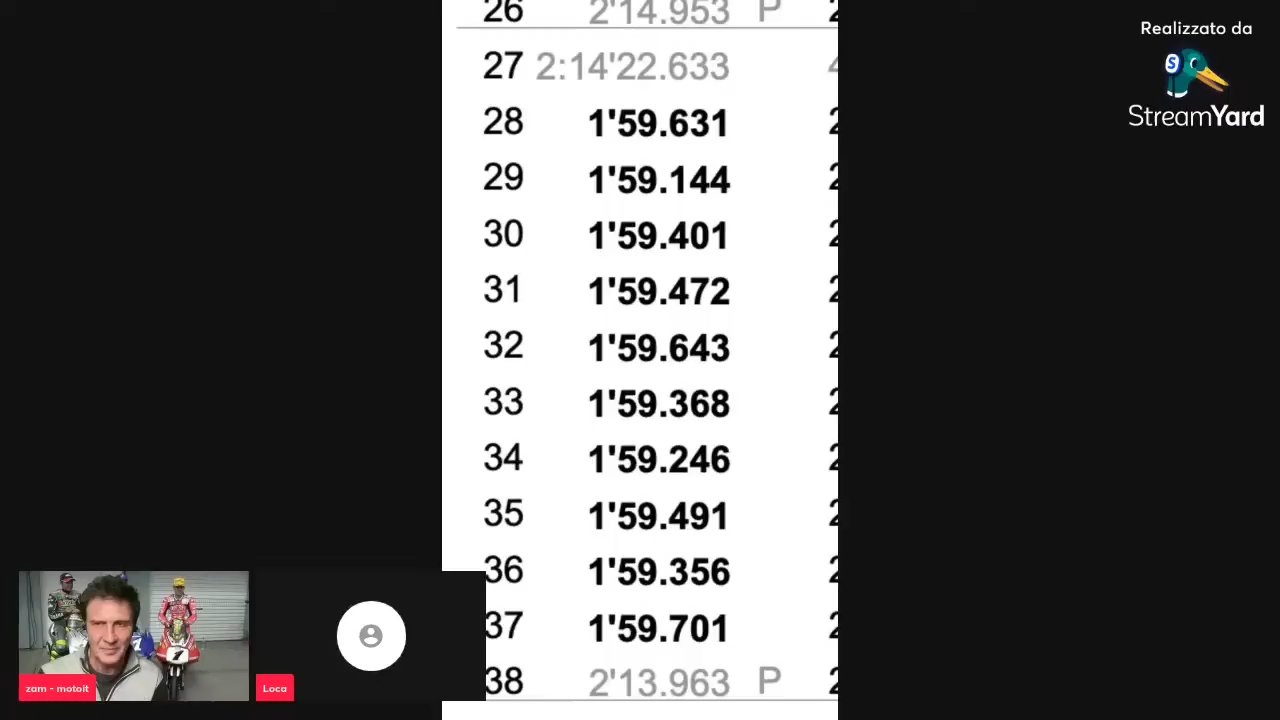 26 2'14.953 P
27 2:14'22.633
28 1'59.631
29 1'59.144
30 1'59.401
31 1'59.472
32 1'59.643
33 1'59.368
34 1'59.246
35 1'59.491
36 1'59.356
37 1'59.701
38 2'13.963 P
Realizzato da
StreamYard
zam - motoit
Loca